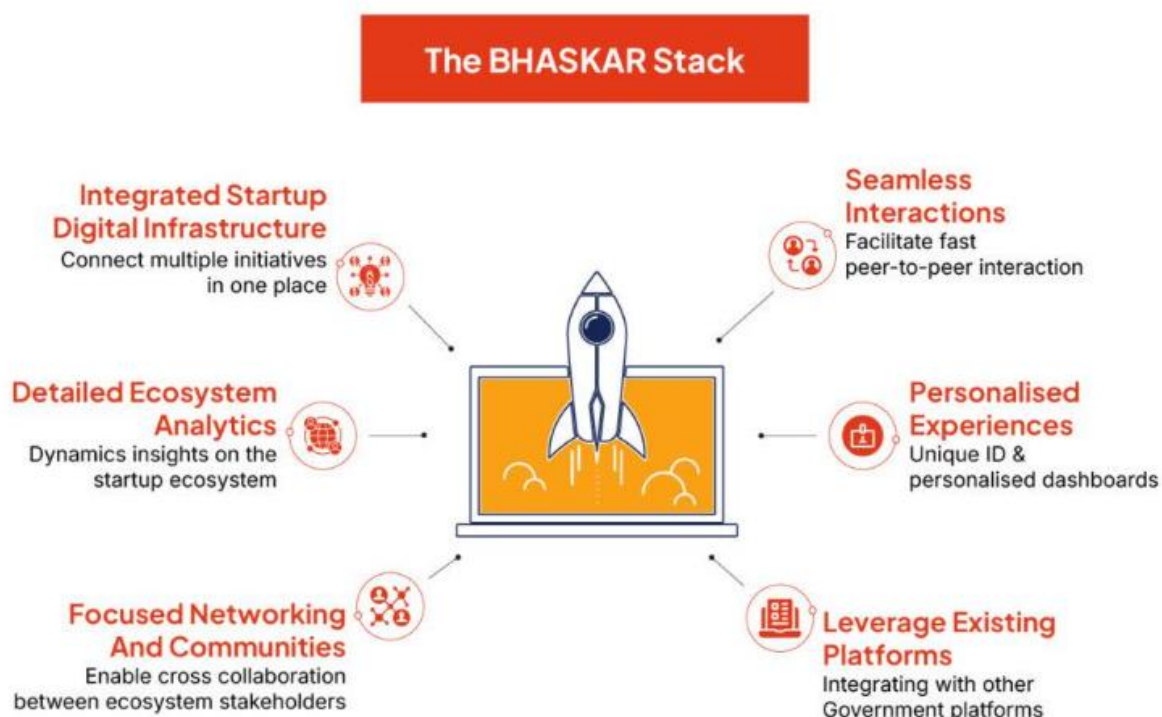 The BHASKAR Stack
Integrated Startup
Digital Infrastructure
Connect multiple initiatives
in one place
Seamless
Interactions
Facilitate fast
peer-to-peer interaction
Detailed Ecosystem
Analytics
Dynamics insights on the
startup ecosystem
Personalised
Experiences
Unique ID &
personalised dashboards
Focused Networking
And Communities
Enable cross collaboration
between ecosystem stakeholders
Leverage Existing
Platforms
Integrating with other
Government platforms